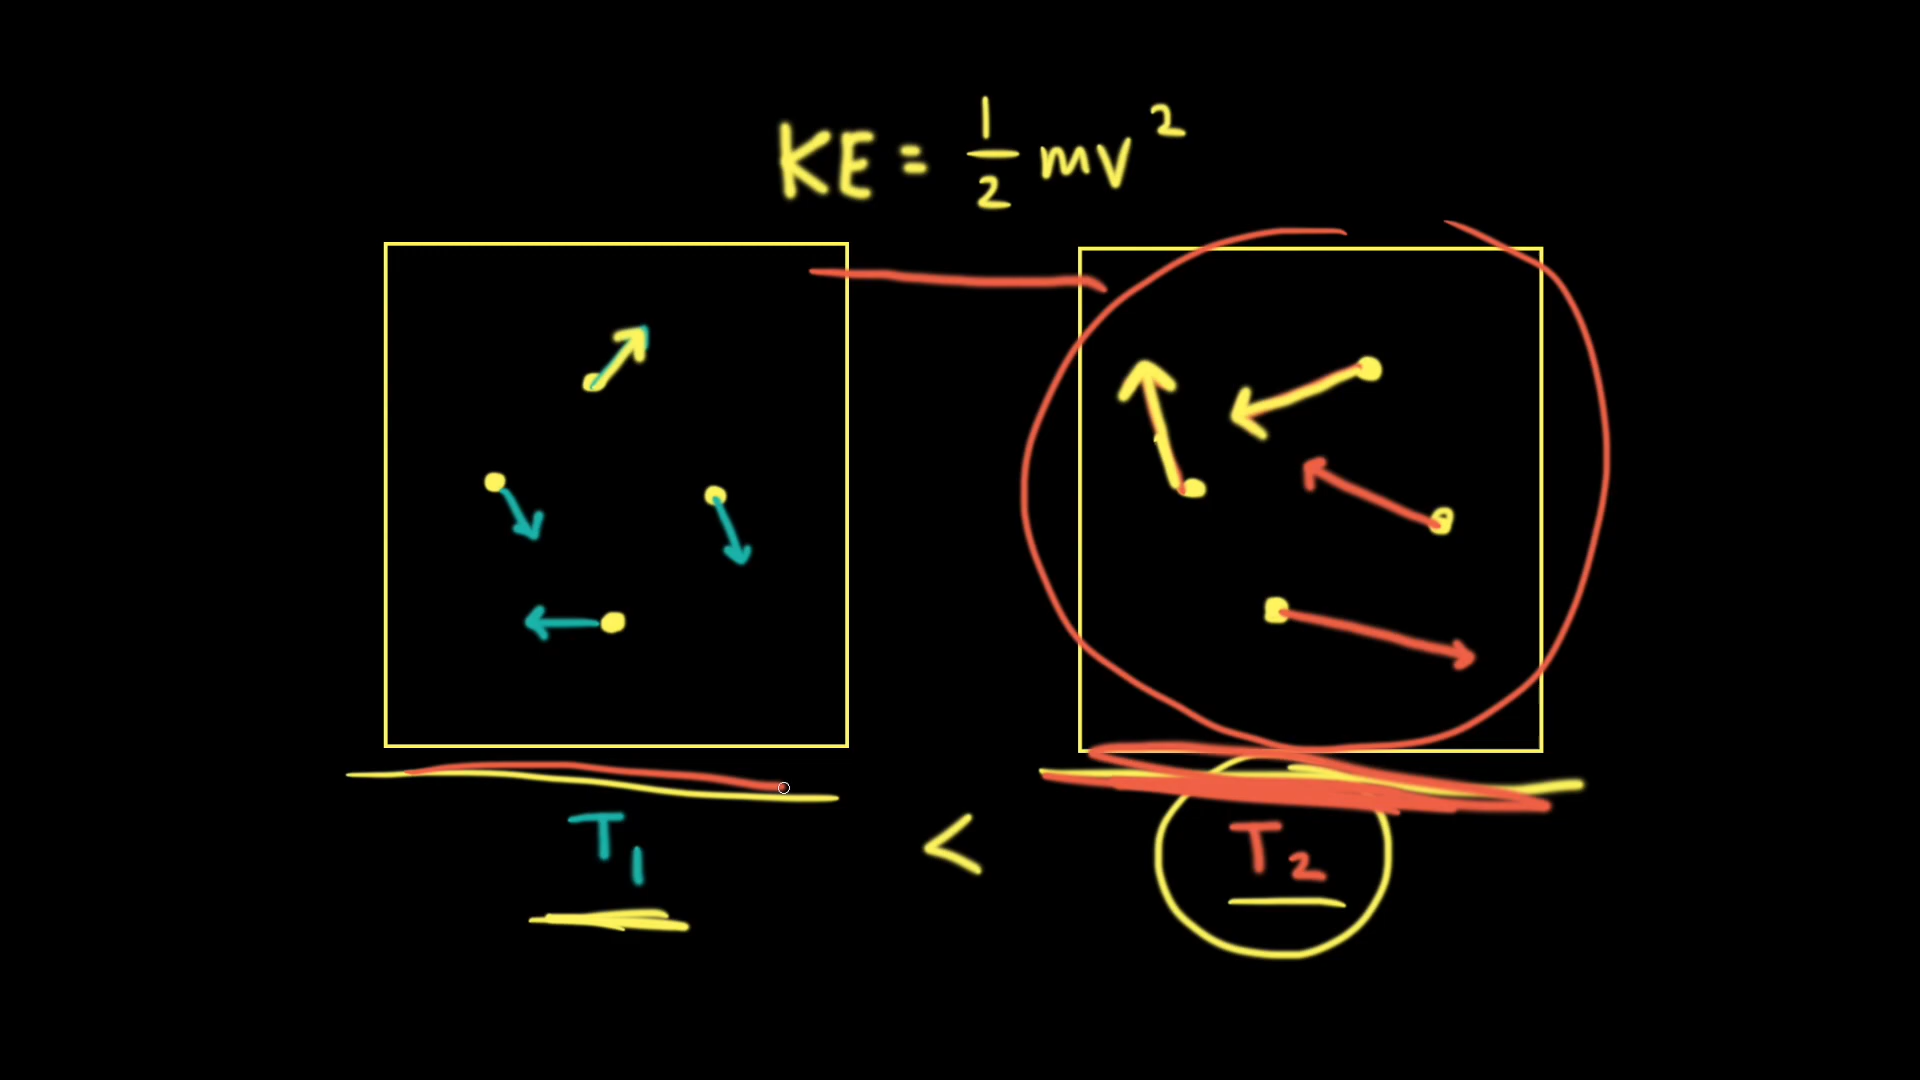 KE = 1/2 mv²
T₁ < T₂